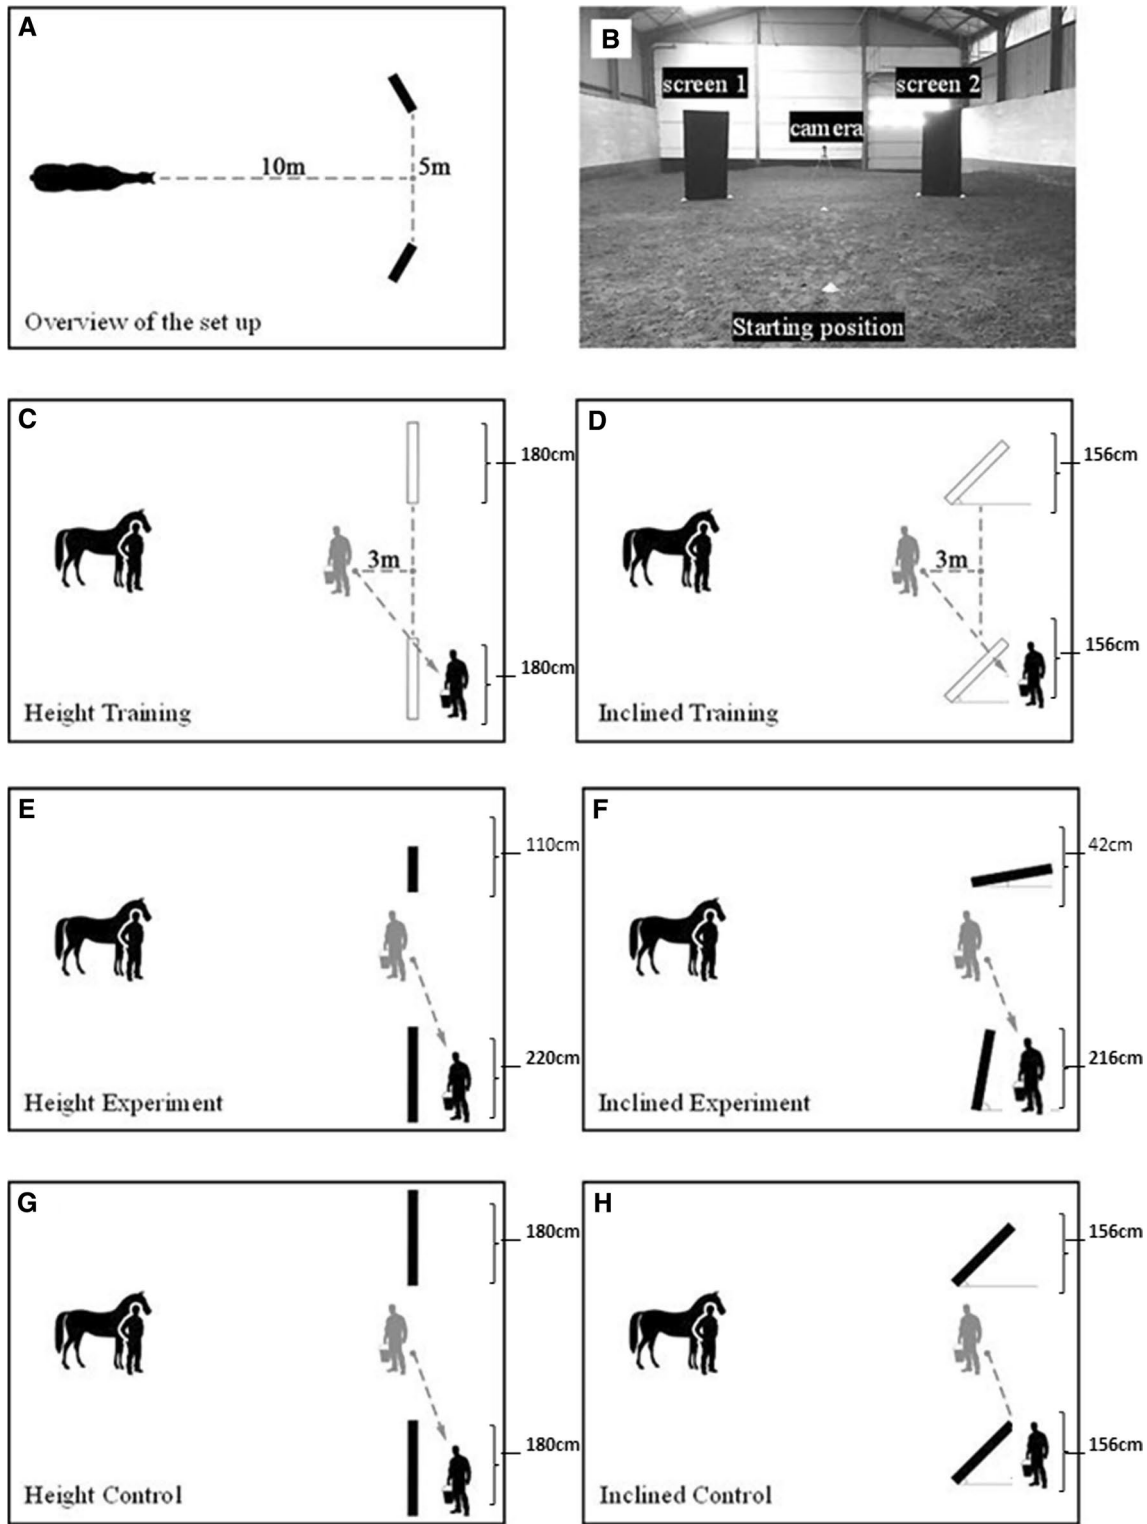 A
10m
5m
Overview of the set up
B
screen 1
screen 2
camera
Starting position
C
180cm
3m
180cm
Height Training
D
156cm
3m
156cm
Inclined Training
E
110cm
220cm
Height Experiment
F
42cm
216cm
Inclined Experiment
G
180cm
180cm
Height Control
H
156cm
156cm
Inclined Control